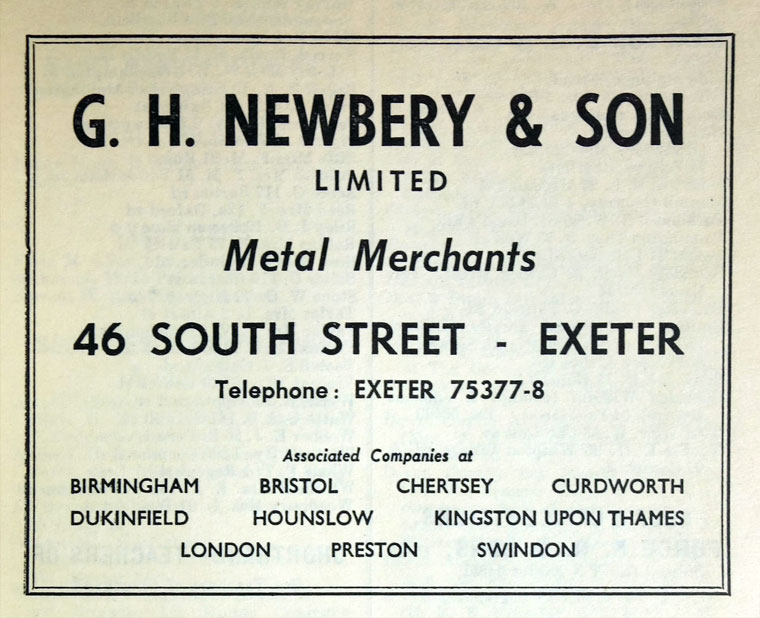 G. H. NEWBERY & SON
LIMITED
Metal Merchants
46 SOUTH STREET - EXETER
Telephone: EXETER 75377-8
Associated Companies at
BIRMINGHAM BRISTOL CHERTSEY CURDWORTH
DUKINFIELD HOUNSLOW KINGSTON UPON THAMES
LONDON PRESTON SWINDON